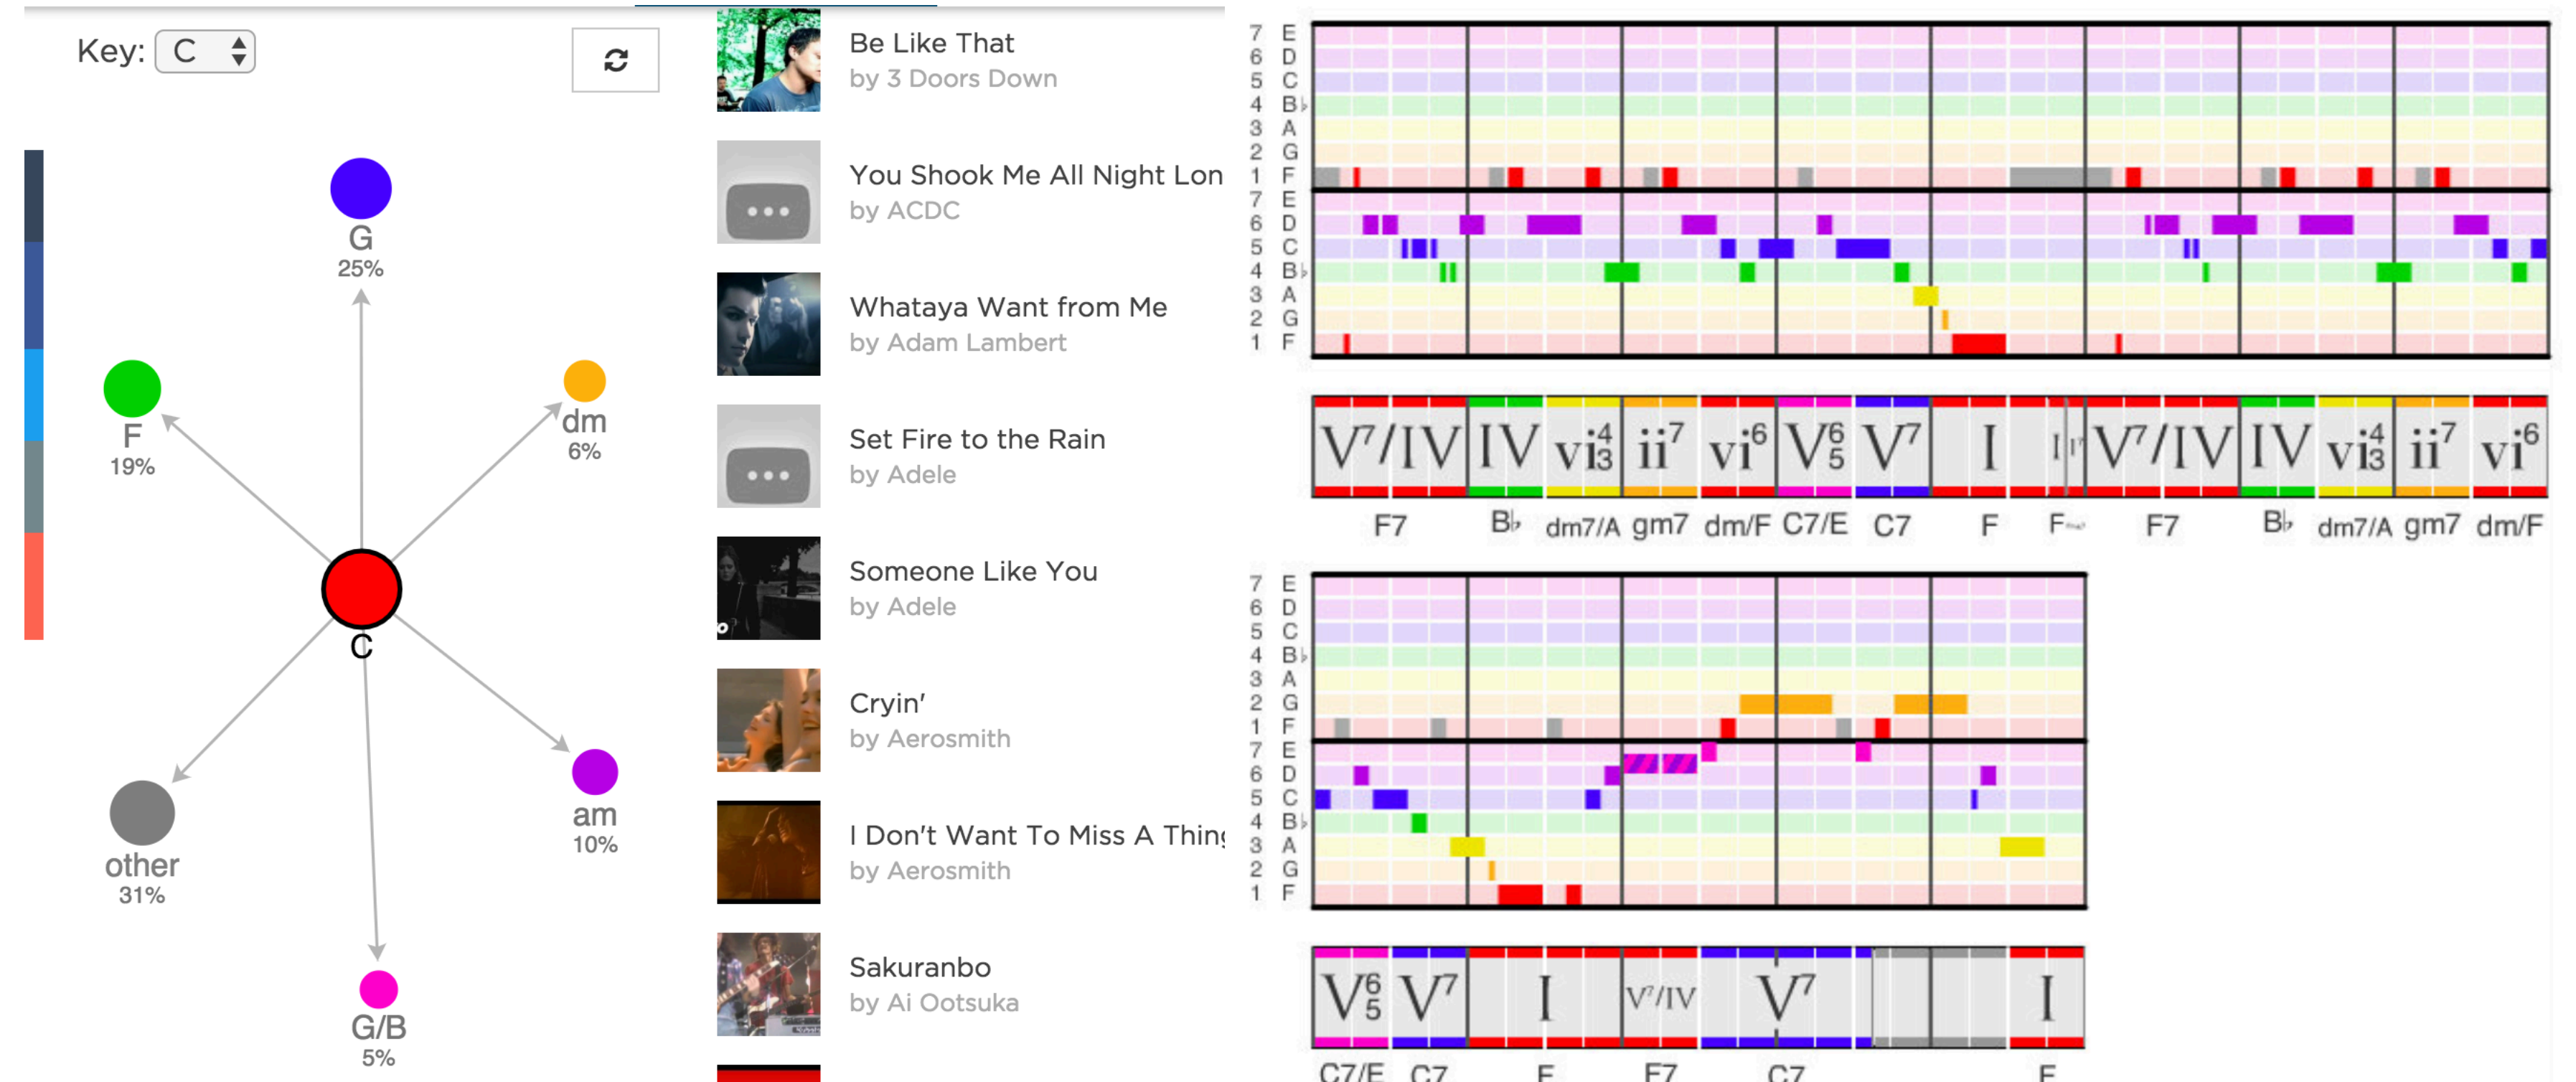 Key: C
G
25%
F
19%
dm
6%
C
am
10%
other
31%
G/B
5%
Be Like That
by 3 Doors Down
You Shook Me All Night Lon
by ACDC
Whataya Want from Me
by Adam Lambert
Set Fire to the Rain
by Adele
Someone Like You
by Adele
Cryin'
by Aerosmith
I Don't Want To Miss A Thing
by Aerosmith
Sakuranbo
by Ai Ootsuka
7 E
6 D
5 C
4 B♭
3 A
2 G
1 F
7 E
6 D
5 C
4 B♭
3 A
2 G
1 F
V7/IV IV vi43 ii7 vi6 V65 V7 I I I7 V7/IV IV vi43 ii7 vi6
F7 B♭ dm7/A gm7 dm/F C7/E C7 F F F7 B♭ dm7/A gm7 dm/F
7 E
6 D
5 C
4 B♭
3 A
2 G
1 F
7 E
6 D
5 C
4 B♭
3 A
2 G
1 F
V65 V7 I V7/IV V7 I
C7/E C7 F F7 C7 F